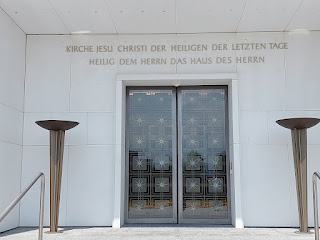 KIRCHE JESU CHRISTI DER HEILIGEN DER LETZTEN TAGE
HEILIG DEM HERRN DAS HAUS DES HERRN